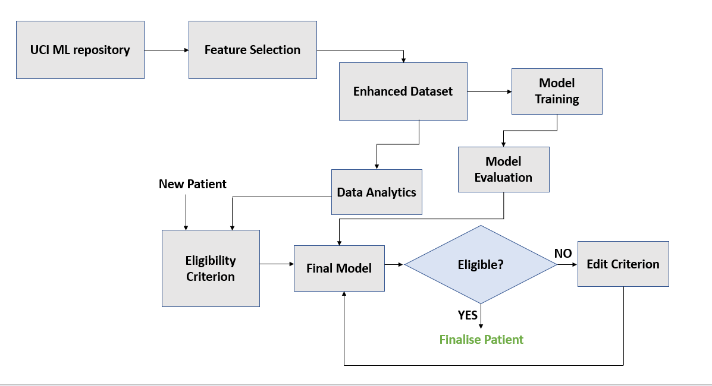 UCI ML repository
Feature Selection
Enhanced Dataset
Model
Training
Model
Evaluation
New Patient
Data Analytics
Eligibility
Criterion
Final Model
Eligible?
NO
Edit Criterion
YES
Finalise Patient